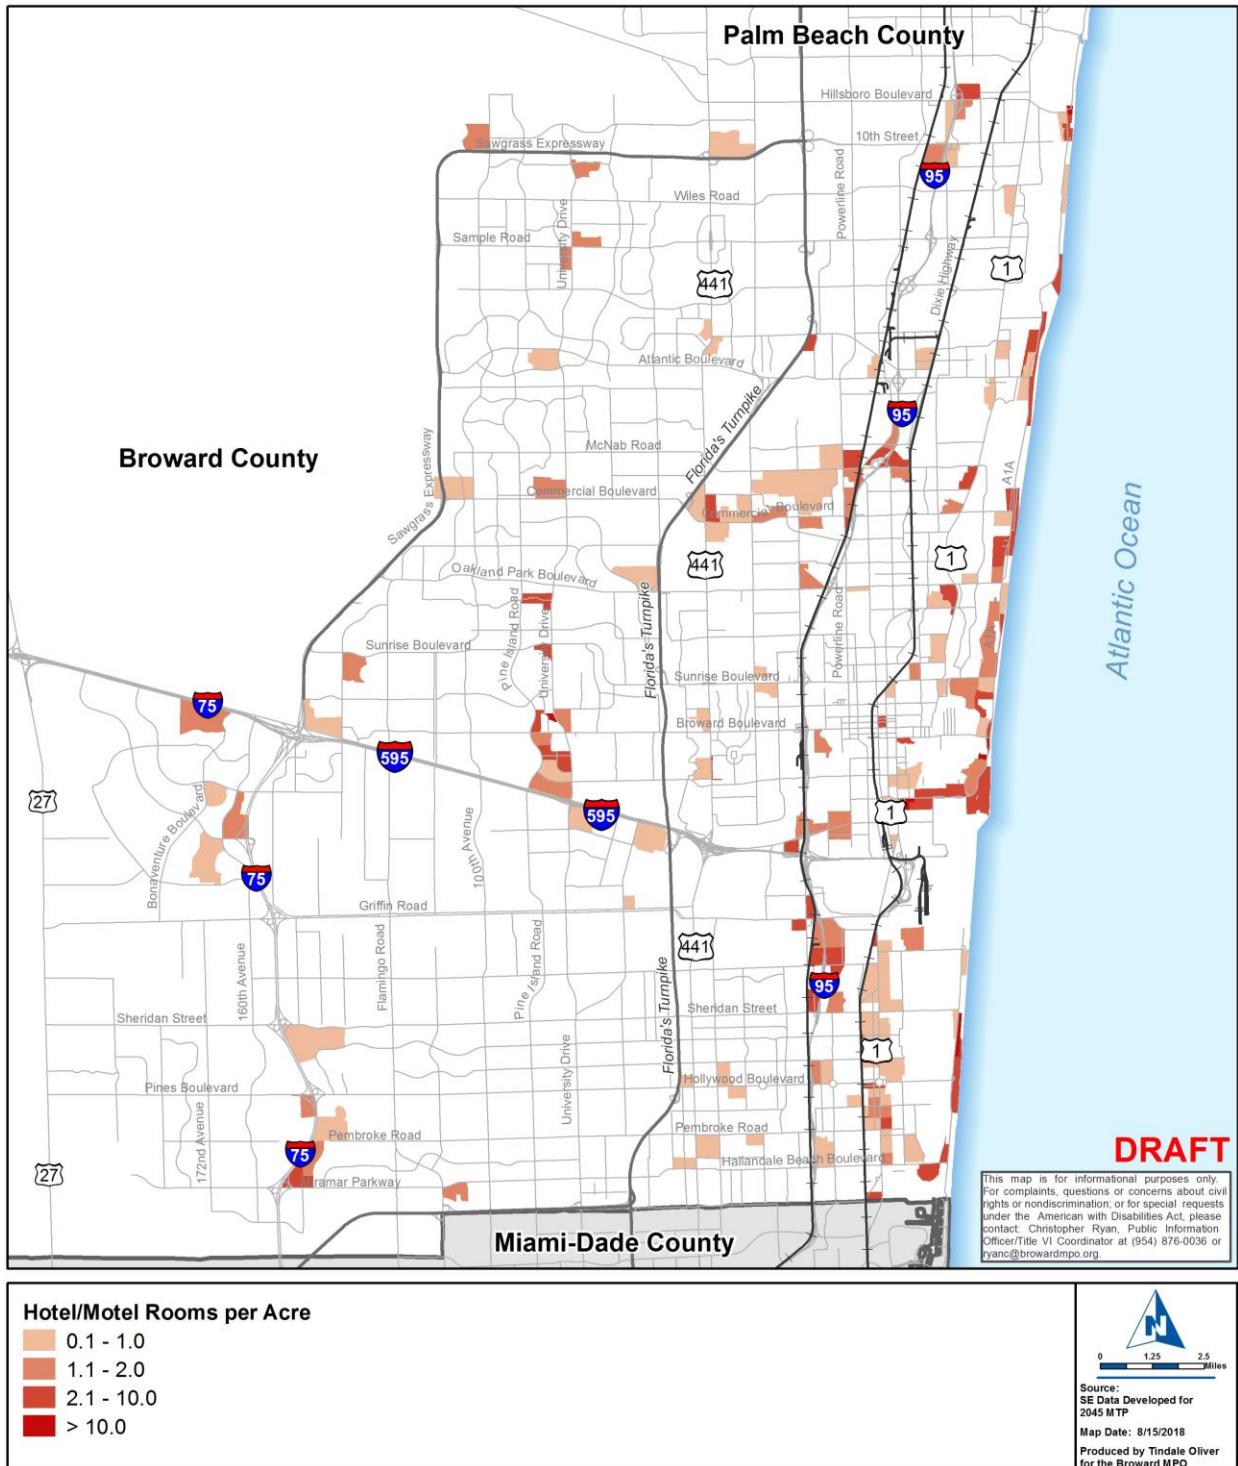 Palm Beach County
Hillsboro Boulevard
10th Street
Sawgrass Expressway
95
Powerline Road
Wiles Road
University Drive
Sample Road
Dixie Highway
1
441
Atlantic Boulevard
95
Florida's Turnpike
McNab Road
Broward County
Sawgrass Expressway
A1A
Commercial Boulevard
Commercial Boulevard
Atlantic Ocean
1
441
Oakland Park Boulevard
Florida's Turnpike
Pine Island Road
University Drive
Powerline Road
A1A
Sunrise Boulevard
Sunrise Boulevard
75
Broward Boulevard
595
27
595
1
Bonaventure Boulevard
100th Avenue
75
Griffin Road
160th Avenue
Flamingo Road
Pine Island Road
441
95
Florida's Turnpike
Sheridan Street
Sheridan Street
University Drive
1
Pines Boulevard
Hollywood Boulevard
172nd Avenue
Pembroke Road
Pembroke Road
75
27
Hallandale Beach Boulevard
Miramar Parkway
DRAFT
This map is for informational purposes only.
For complaints, questions or concerns about civil
rights or nondiscrimination; or for special requests
under the American with Disabilities Act, please
contact: Christopher Ryan, Public Information
Officer/Title VI Coordinator at (954) 876-0036 or
ryanc@browardmpo.org.
Miami-Dade County
Hotel/Motel Rooms per Acre
0.1 - 1.0
1.1 - 2.0
2.1 - 10.0
> 10.0
N
0 1.25 2.5
Miles
Source:
SE Data Developed for
2045 MTP
Map Date: 8/15/2018
Produced by Tindale Oliver
for the Broward MPO